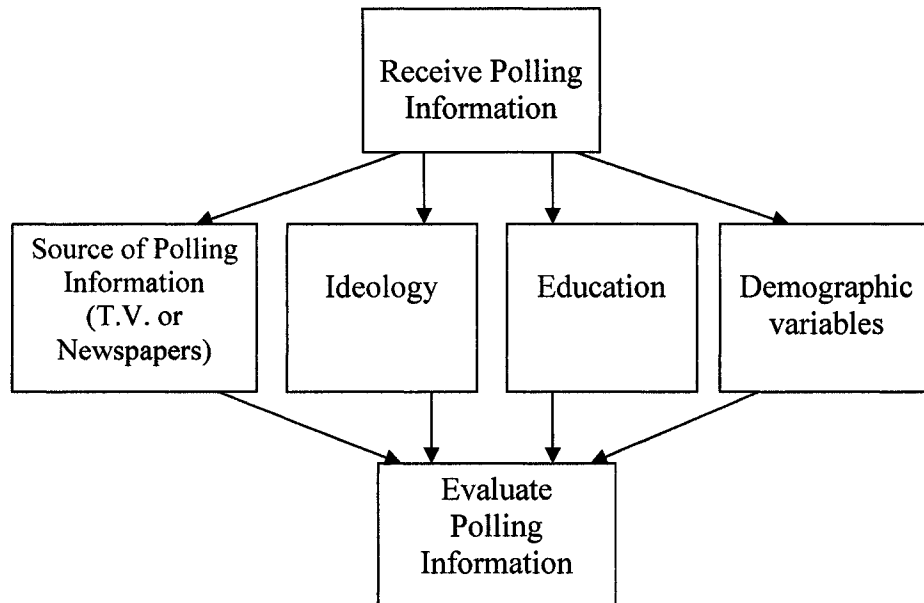 Receive Polling
Information
Source of Polling
Information
(T.V. or
Newspapers)
Ideology
Education
Demographic
variables
Evaluate
Polling
Information